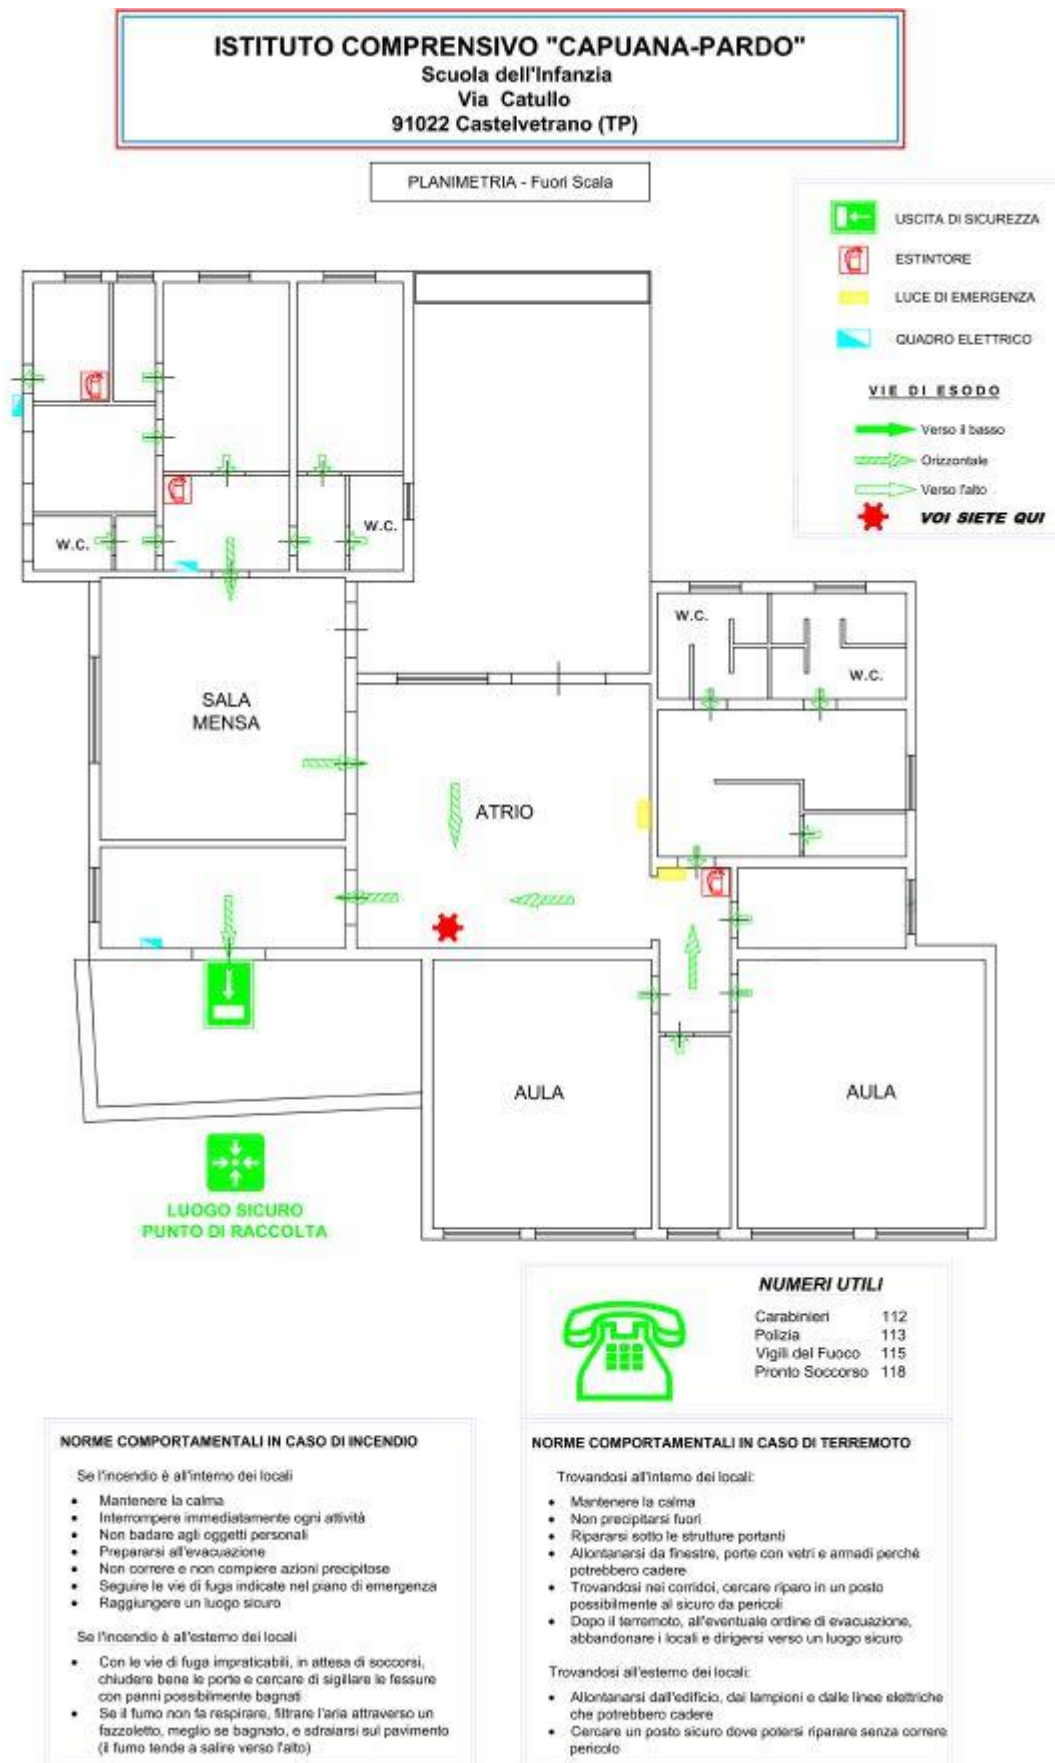 ISTITUTO COMPRENSIVO "CAPUANA-PARDO"
Scuola dell'Infanzia
Via Catullo
91022 Castelvetrano (TP)
PLANIMETRIA - Fuori Scala
USCITA DI SICUREZZA
ESTINTORE
LUCE DI EMERGENZA
QUADRO ELETTRICO
VIE DI ESODO
Verso il basso
Orizzontale
Verso l'alto
VOI SIETE QUI
W.C.
W.C.
W.C.
W.C.
SALA
MENSA
ATRIO
AULA
AULA
LUOGO SICURO
PUNTO DI RACCOLTA
NUMERI UTILI
Carabinieri 112
Polizia 113
Vigili del Fuoco 115
Pronto Soccorso 118
NORME COMPORTAMENTALI IN CASO DI INCENDIO
Se l'incendio è all'interno dei locali
• Mantenere la calma
• Interrompere immediatamente ogni attività
• Non badare agli oggetti personali
• Prepararsi all'evacuazione
• Non correre e non compiere azioni precipitose
• Seguire le vie di fuga indicate nel piano di emergenza
• Raggiungere un luogo sicuro
Se l'incendio è all'esterno dei locali
• Con le vie di fuga impraticabili, in attesa di soccorsi,
chiudere bene le porte e cercare di sigillare le fessure
con panni possibilmente bagnati
• Se il fumo non fa respirare, filtrare l'aria attraverso un
fazzoletto, meglio se bagnato, e sdraiarsi sul pavimento
(il fumo tende a salire verso l'alto)
NORME COMPORTAMENTALI IN CASO DI TERREMOTO
Trovandosi all'interno dei locali:
• Mantenere la calma
• Non precipitarsi fuori
• Ripararsi sotto le strutture portanti
• Allontanarsi da finestre, porte con vetri e armadi perché
potrebbero cadere
• Trovandosi nei corridoi, cercare riparo in un posto
possibilmente al sicuro da pericoli
• Dopo il terremoto, all'eventuale ordine di evacuazione,
abbandonare i locali e dirigersi verso un luogo sicuro
Trovandosi all'esterno dei locali:
• Allontanarsi dall'edificio, dai lampioni e dalle linee elettriche
che potrebbero cadere
• Cercare un posto sicuro dove potersi riparare senza correre
pericolo